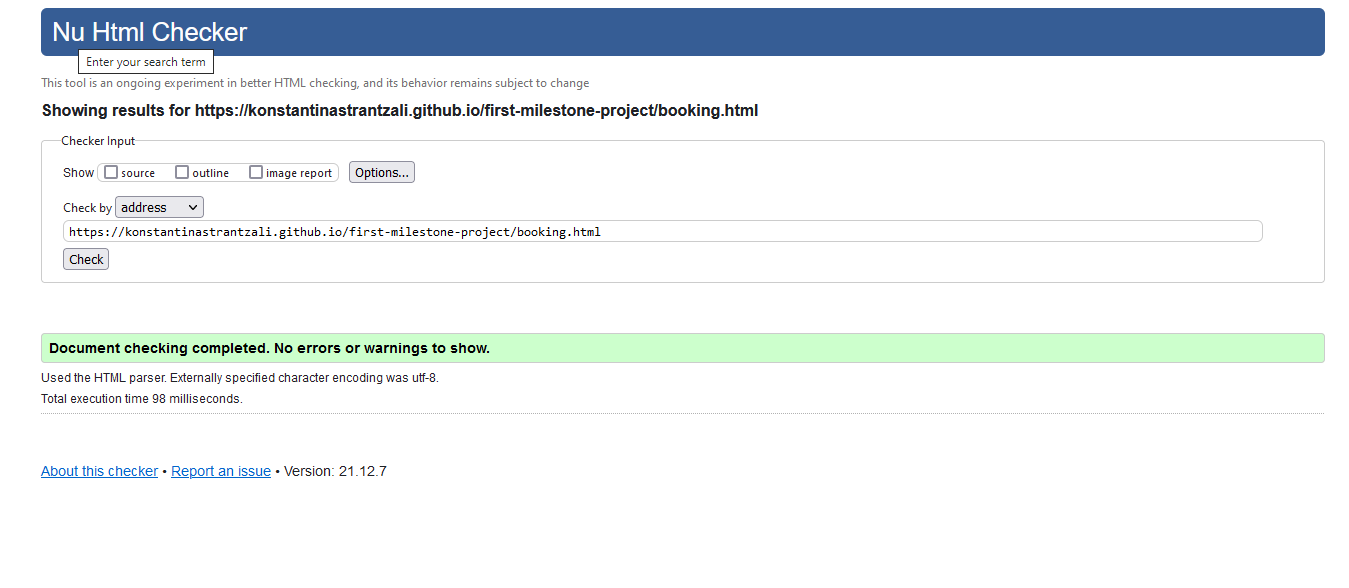 Nu Html Checker
Enter your search term
This tool is an ongoing experiment in better HTML checking, and its behavior remains subject to change
Showing results for https://konstantinastrantzali.github.io/first-milestone-project/booking.html
Checker Input
Show source outline image report Options...
Check by address
https://konstantinastrantzali.github.io/first-milestone-project/booking.html
Check
Document checking completed. No errors or warnings to show.
Used the HTML parser. Externally specified character encoding was utf-8.
Total execution time 98 milliseconds.
About this checker • Report an issue • Version: 21.12.7